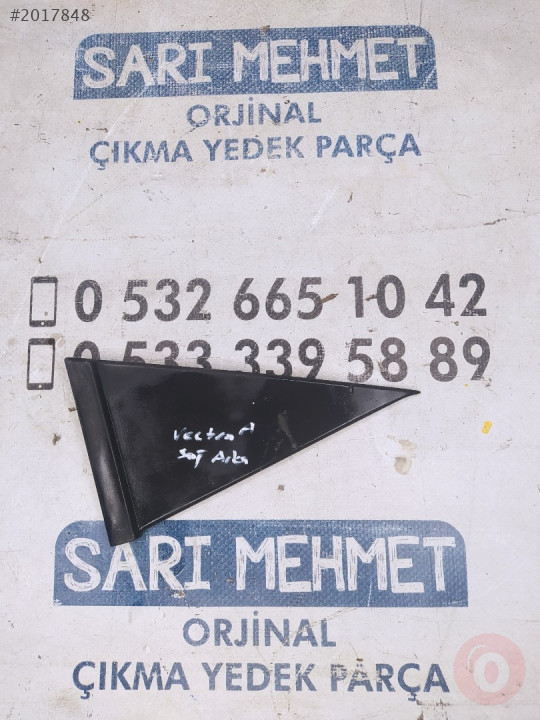 #2017848
SARI MEHMET
ORJİNAL
ÇIKMA YEDEK PARÇA
0 532 665 10 42
0 533 339 58 89
Vectra A
Sağ Arka
SARI MEHMET
ORJİNAL
ÇIKMA YEDEK PARÇA